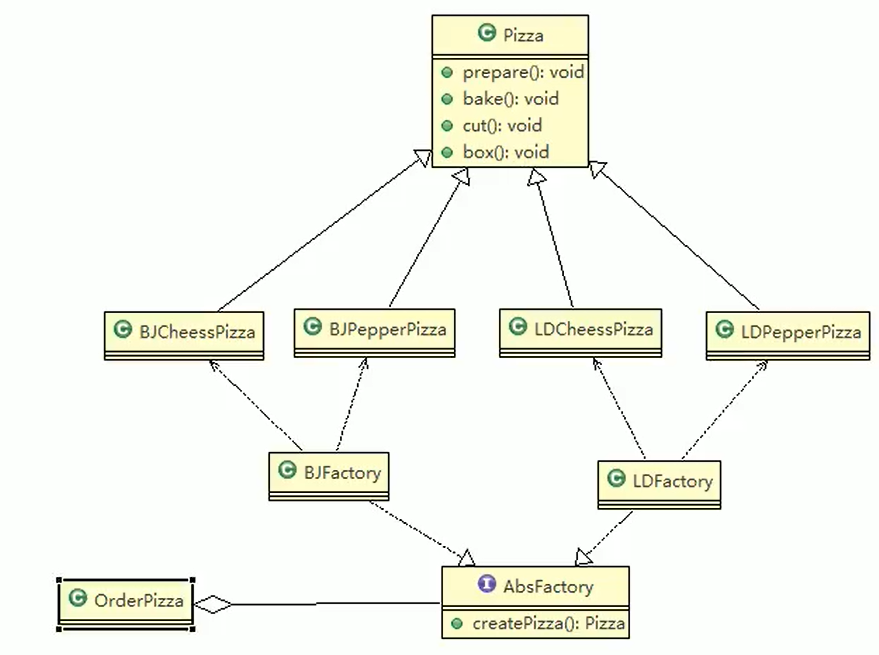 Pizza
prepare(): void
bake(): void
cut(): void
box(): void
BJCheessPizza
BJPepperPizza
LDCheessPizza
LDPepperPizza
BJFactory
LDFactory
OrderPizza
AbsFactory
createPizza(): Pizza